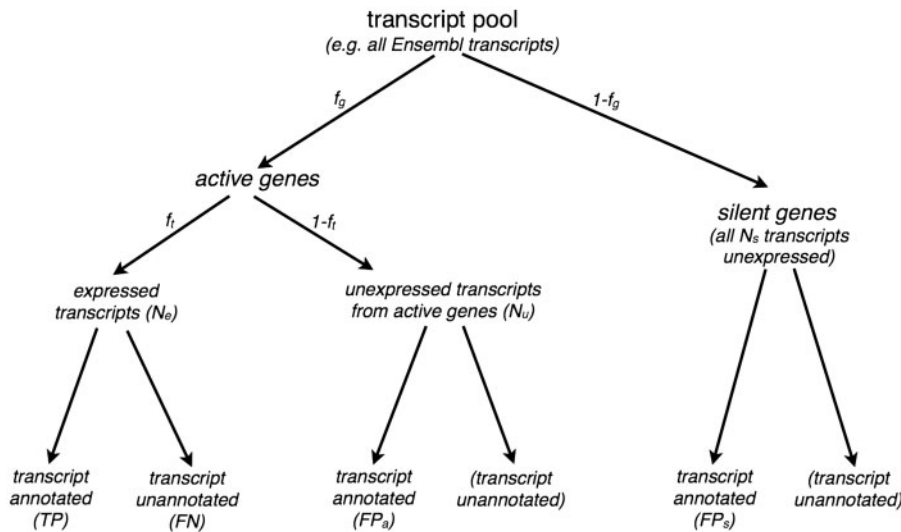 transcript pool
(e.g. all Ensembl transcripts)
f_g
1-f_g
active genes
silent genes
(all N_s transcripts
unexpressed)
f_t
1-f_t
expressed
transcripts (N_e)
unexpressed transcripts
from active genes (N_u)
transcript
annotated
(TP)
transcript
unannotated
(FN)
transcript
annotated
(FP_a)
(transcript
unannotated)
transcript
annotated
(FP_s)
(transcript
unannotated)